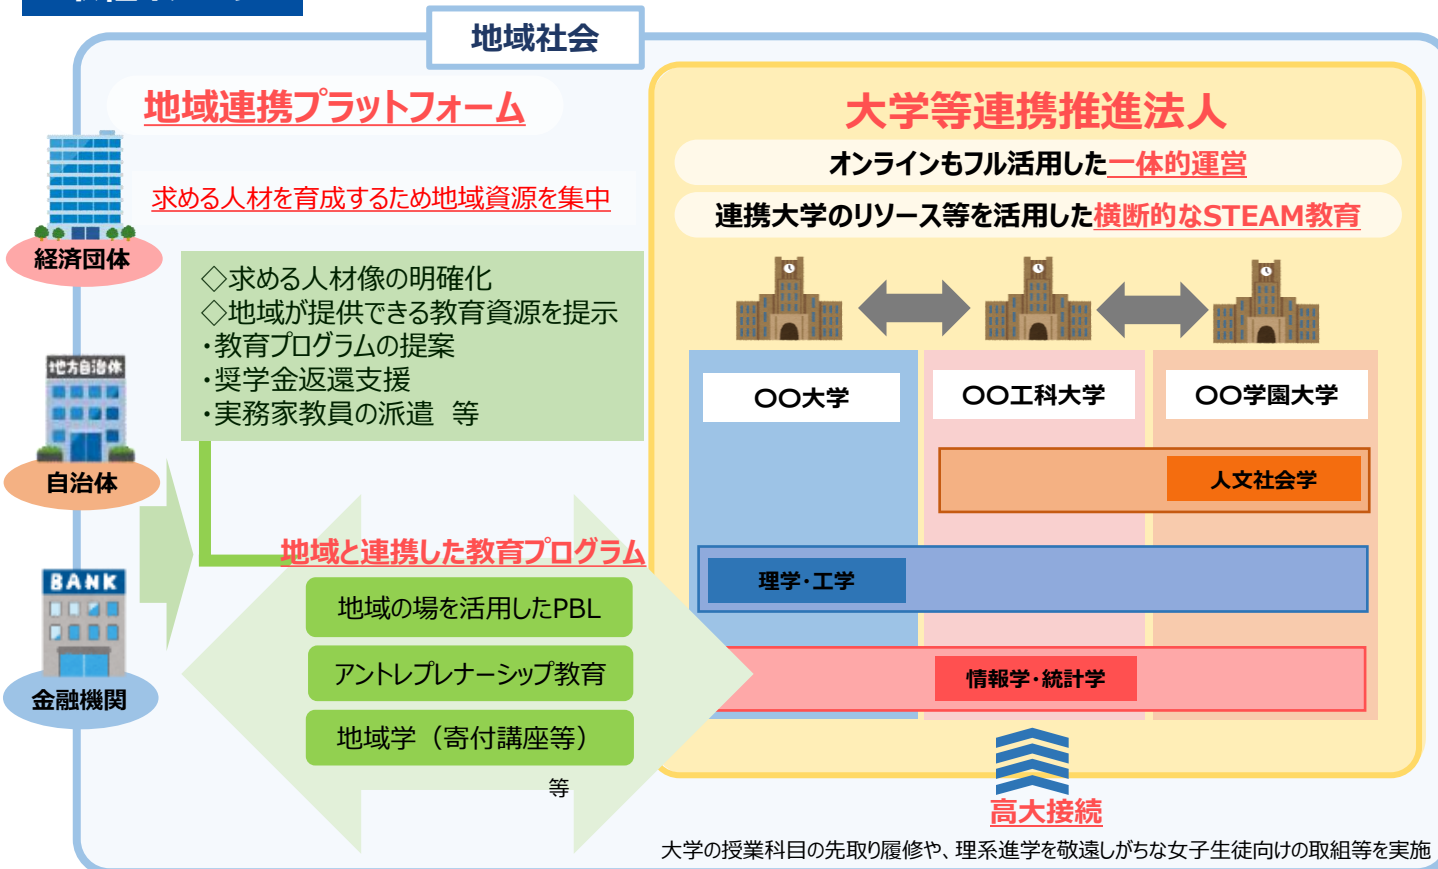 地域社会
地域連携プラットフォーム
求める人材を育成するため地域資源を集中
経済団体
地方自治体
自治体
BANK
金融機関
◇求める人材像の明確化
◇地域が提供できる教育資源を提示
・教育プログラムの提案
・奨学金返還支援
・実務家教員の派遣 等
地域と連携した教育プログラム
地域の場を活用したPBL
アントレプレナーシップ教育
地域学（寄付講座等）
等
大学等連携推進法人
オンラインもフル活用した一体的運営
連携大学のリソース等を活用した横断的なSTEAM教育
〇〇大学
〇〇工科大学
〇〇学園大学
人文社会学
理学・工学
情報学・統計学
高大接続
大学の授業科目の先取り履修や、理系進学を敬遠しがちな女子生徒向けの取組等を実施